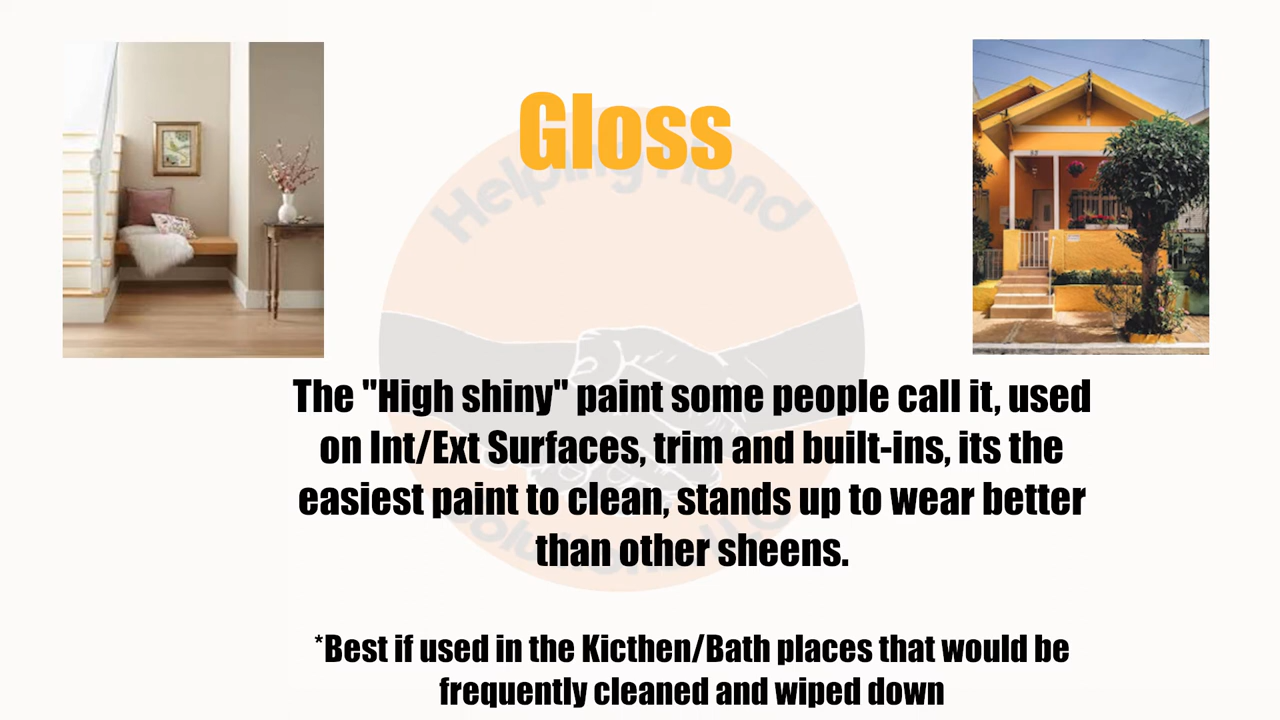 Gloss
Helping Hand
The "High shiny" paint some people call it, used
on Int/Ext Surfaces, trim and built-ins, its the
easiest paint to clean, stands up to wear better
than other sheens.
*Best if used in the Kicthen/Bath places that would be
frequently cleaned and wiped down